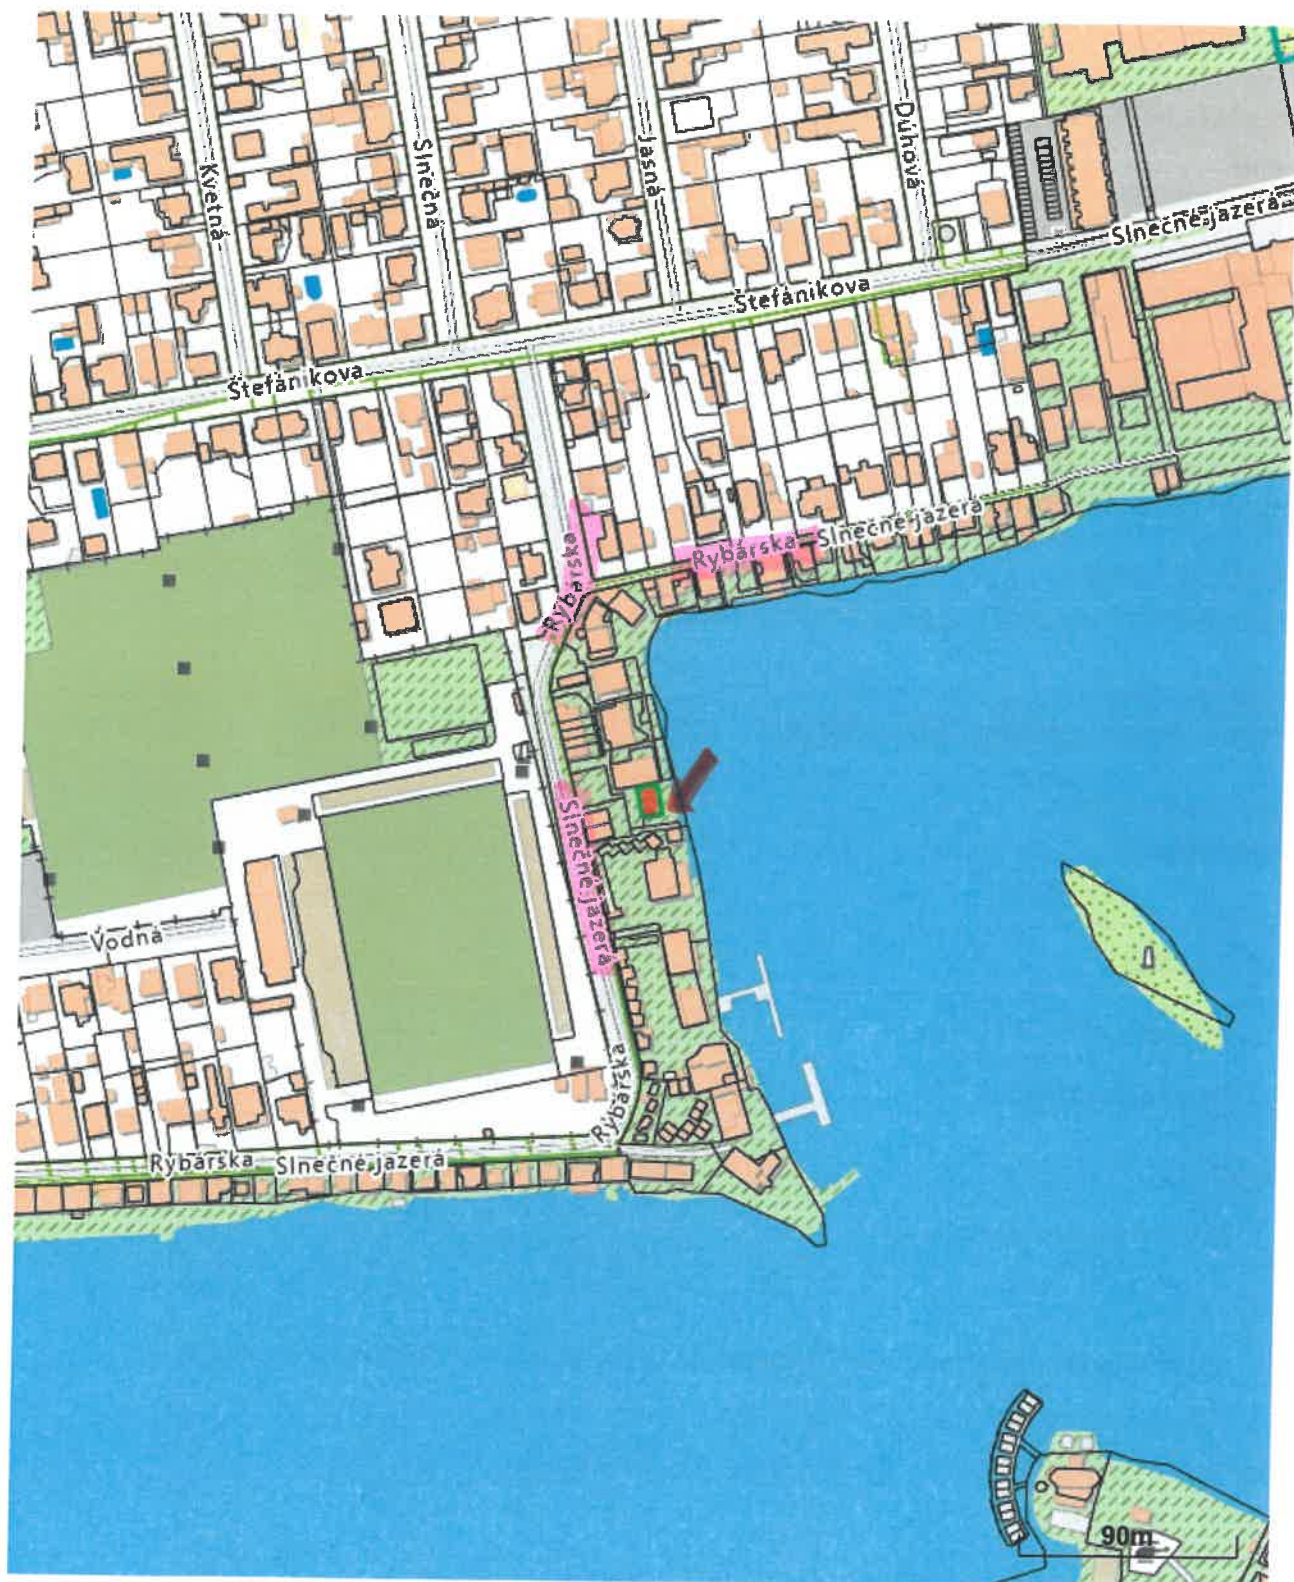 Kvetná
Slnečná
Jasná
Dúhová
Slnečné jazerá
Štefánikova
Štefánikova
Rybárska
Rybárska
Slnečné jazerá
Slnečné jazerá
Vodná
Rybárska
Rybárska
Slnečné jazerá
90m